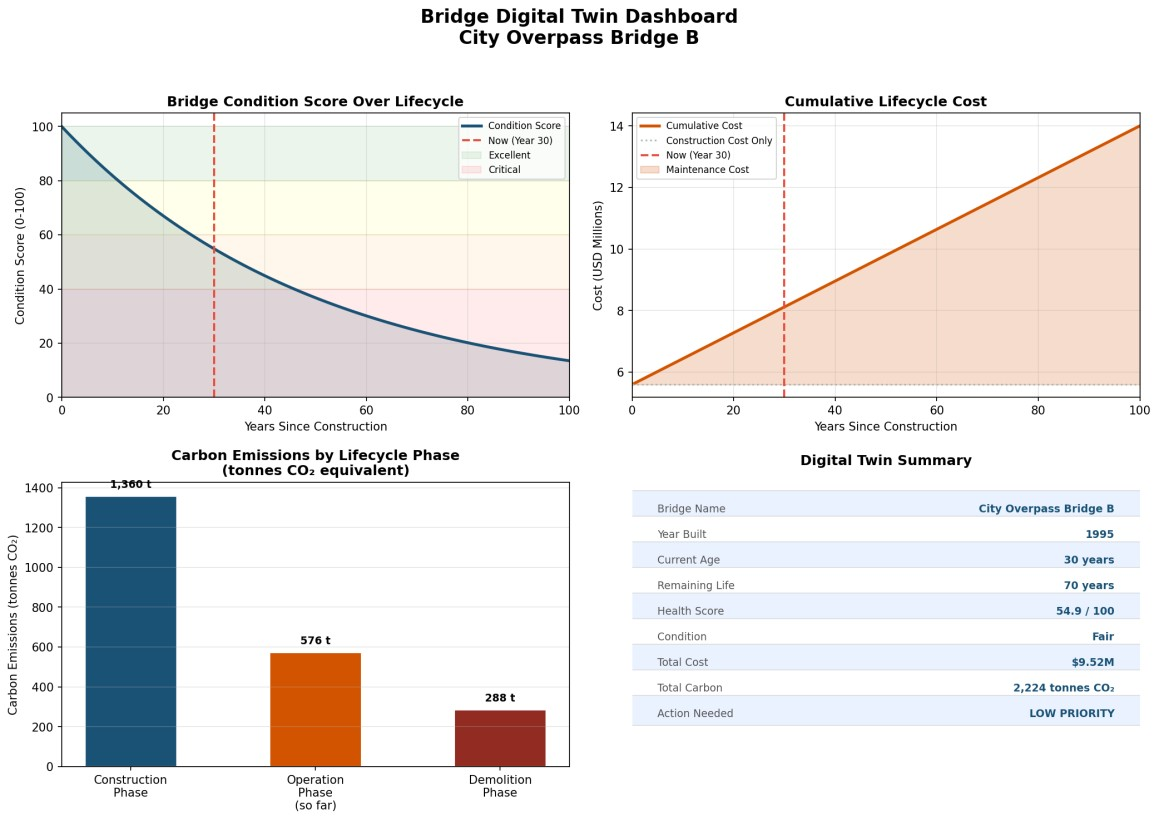 Bridge Digital Twin Dashboard
City Overpass Bridge B
Bridge Condition Score Over Lifecycle
Condition Score (0-100)
100
80
60
40
20
0
Condition Score
Now (Year 30)
Excellent
Critical
0 20 40 60 80 100
Years Since Construction
Cumulative Lifecycle Cost
Cost (USD Millions)
14
12
10
8
6
Cumulative Cost
Construction Cost Only
Now (Year 30)
Maintenance Cost
0 20 40 60 80 100
Years Since Construction
Carbon Emissions by Lifecycle Phase
(tonnes CO₂ equivalent)
Carbon Emissions (tonnes CO₂)
1400
1200
1000
800
600
400
200
0
1,360 t
576 t
288 t
Construction
Phase
Operation
Phase
(so far)
Demolition
Phase
Digital Twin Summary
Bridge Name City Overpass Bridge B
Year Built 1995
Current Age 30 years
Remaining Life 70 years
Health Score 54.9 / 100
Condition Fair
Total Cost $9.52M
Total Carbon 2,224 tonnes CO₂
Action Needed LOW PRIORITY